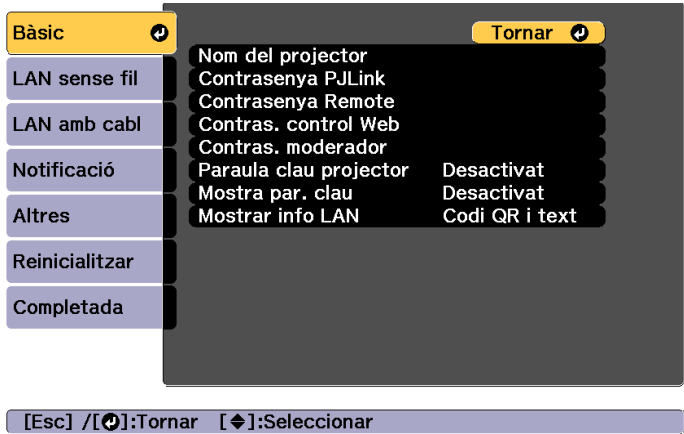 Bàsic
LAN sense fil
LAN amb cabl
Notificació
Altres
Reinicialitzar
Completada
Tornar
Nom del projector
Contrasenya PJLink
Contrasenya Remote
Contras. control Web
Contras. moderador
Paraula clau projector Desactivat
Mostra par. clau Desactivat
Mostrar info LAN Codi QR i text
[Esc] /[⏎]:Tornar [◆]:Seleccionar